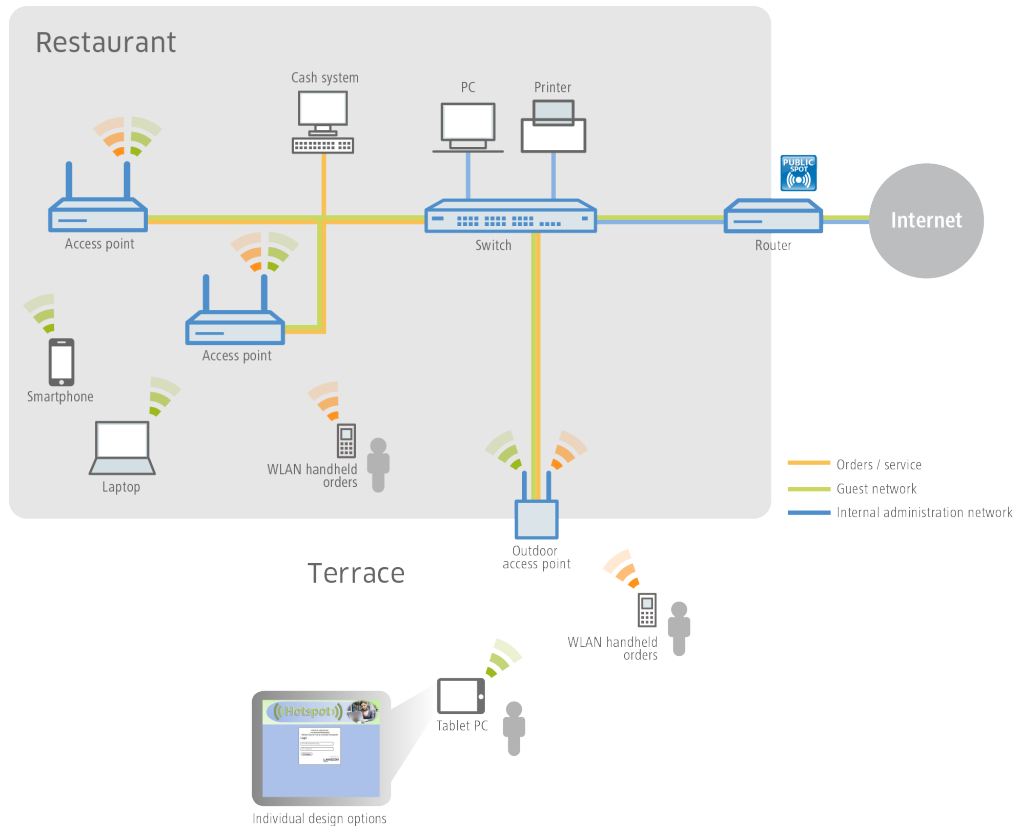 Restaurant
Cash system
PC
Printer
PUBLIC
SPOT
Internet
Access point
Switch
Router
Access point
Smartphone
Laptop
WLAN handheld
orders
Orders / service
Guest network
Internal administration network
Outdoor
access point
Terrace
WLAN handheld
orders
Tablet PC
Hotspot
Login
Individual design options